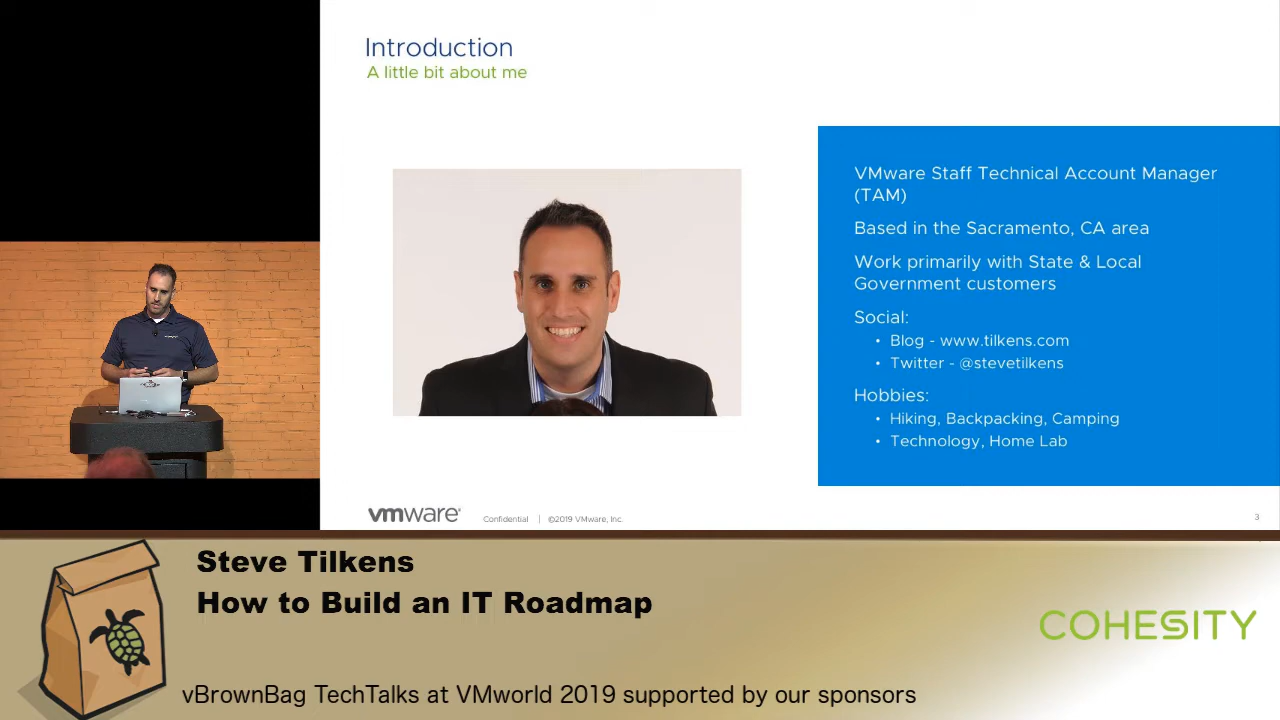 Introduction
A little bit about me
VMware Staff Technical Account Manager
(TAM)
Based in the Sacramento, CA area
Work primarily with State & Local
Government customers
Social:
• Blog - www.tilkens.com
• Twitter - @stevetilkens
Hobbies:
• Hiking, Backpacking, Camping
• Technology, Home Lab
vmware® Confidential | ©2019 VMware, Inc. 3
Steve Tilkens
How to Build an IT Roadmap
COHESITY
vBrownBag TechTalks at VMworld 2019 supported by our sponsors